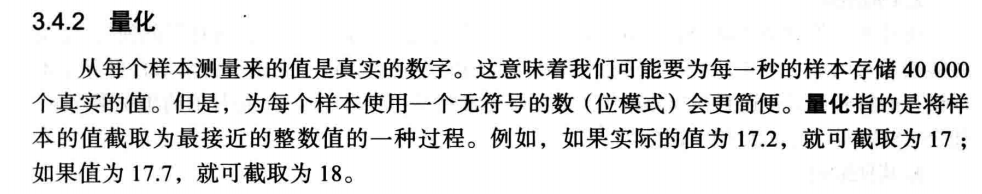 3.4.2 量化
从每个样本测量来的值是真实的数字。这意味着我们可能要为每一秒的样本存储 40 000
个真实的值。但是，为每个样本使用一个无符号的数（位模式）会更简便。量化指的是将样
本的值截取为最接近的整数值的一种过程。例如，如果实际的值为 17.2，就可截取为 17；
如果值为 17.7，就可截取为 18。